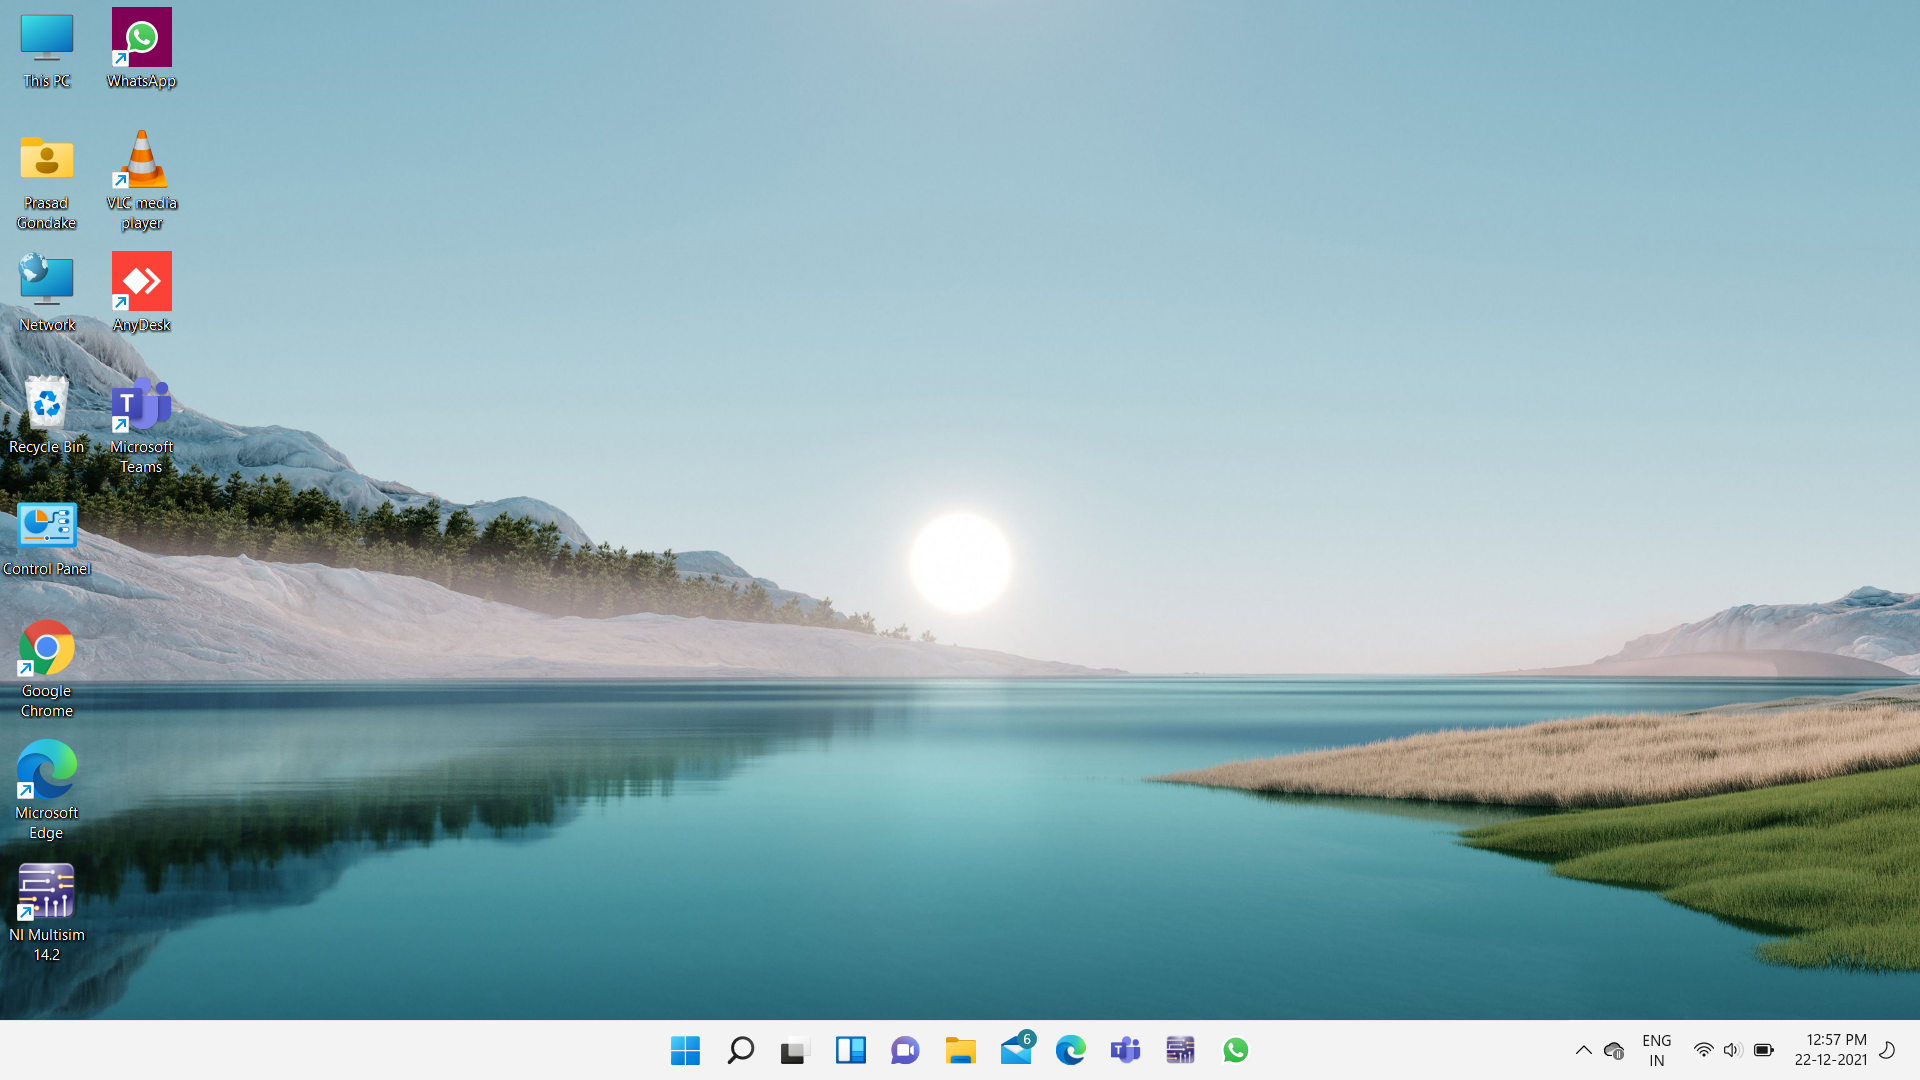 This PC
WhatsApp
Prasad
Gondake
VLC media
player
Network
AnyDesk
Recycle Bin
T
Microsoft
Teams
Control Panel
Google
Chrome
Microsoft
Edge
NI Multisim
14.2
6
T
ENG
IN
12:57 PM
22-12-2021